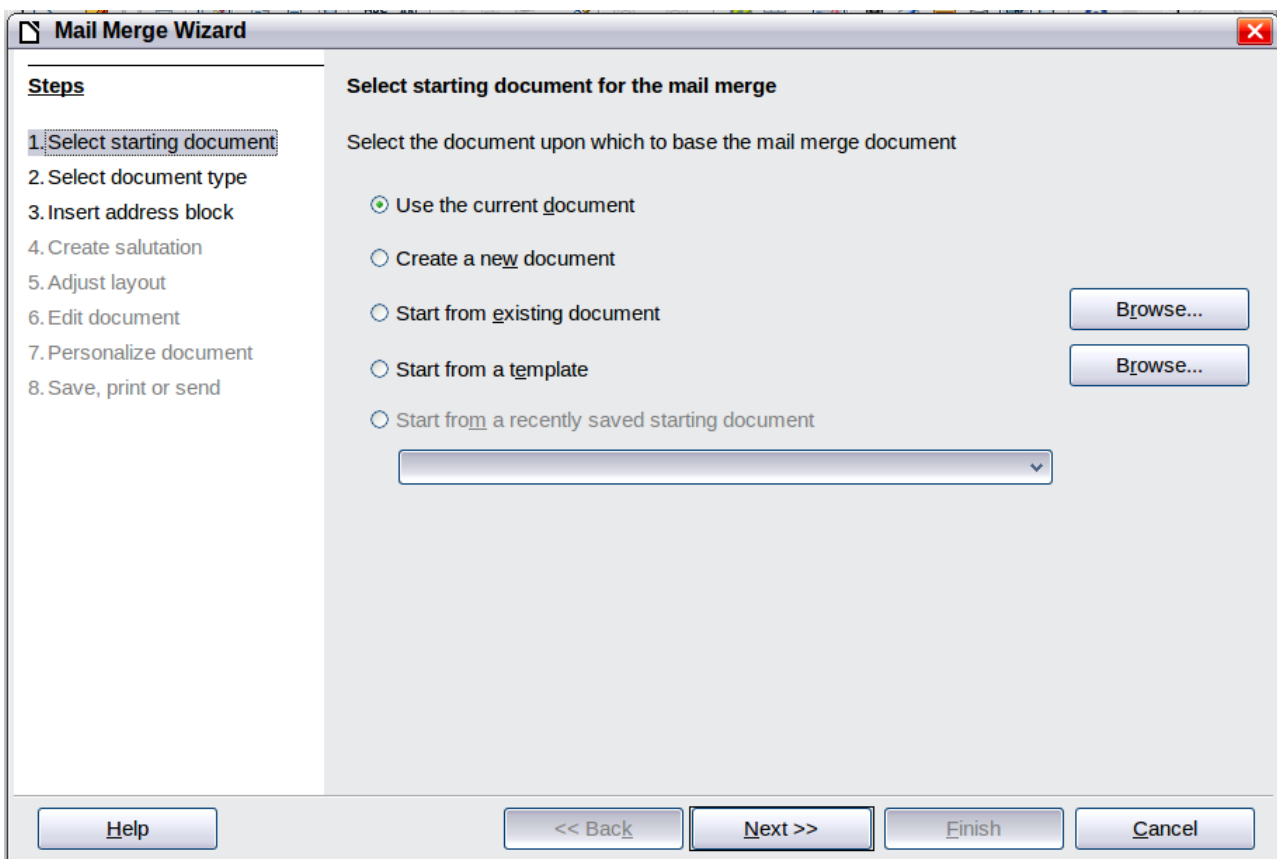 Mail Merge Wizard
Steps
1. Select starting document
2. Select document type
3. Insert address block
4. Create salutation
5. Adjust layout
6. Edit document
7. Personalize document
8. Save, print or send
Select starting document for the mail merge
Select the document upon which to base the mail merge document
Use the current document
Create a new document
Start from existing document
Browse...
Start from a template
Browse...
Start from a recently saved starting document
Help
<< Back
Next >>
Finish
Cancel